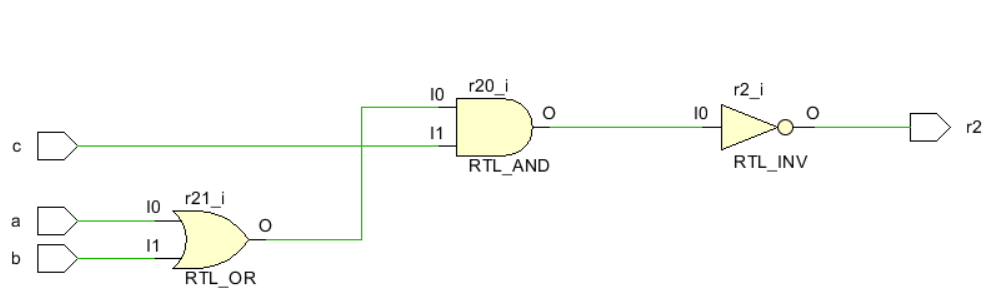 r20_i
I0
I1
O
RTL_AND
r2_i
I0
O
RTL_INV
r2
c
a
b
r21_i
I0
I1
O
RTL_OR